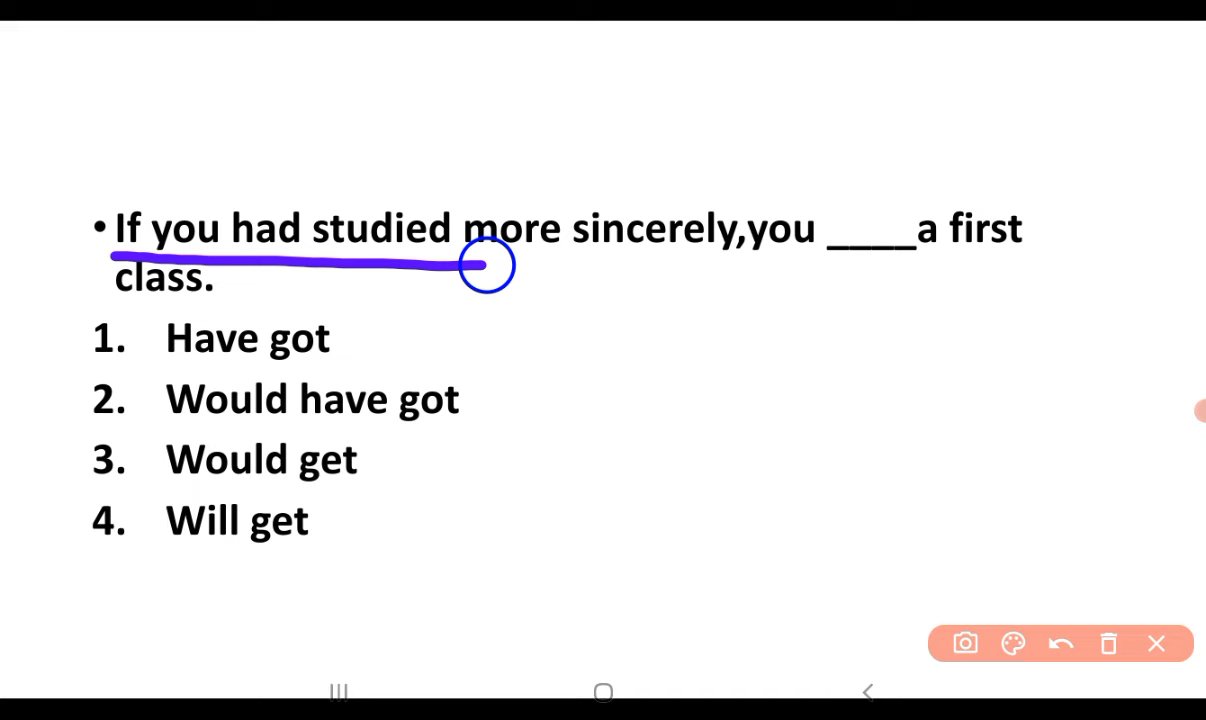 • If you had studied more sincerely,you ____a first
class.
1. Have got
2. Would have got
3. Would get
4. Will get